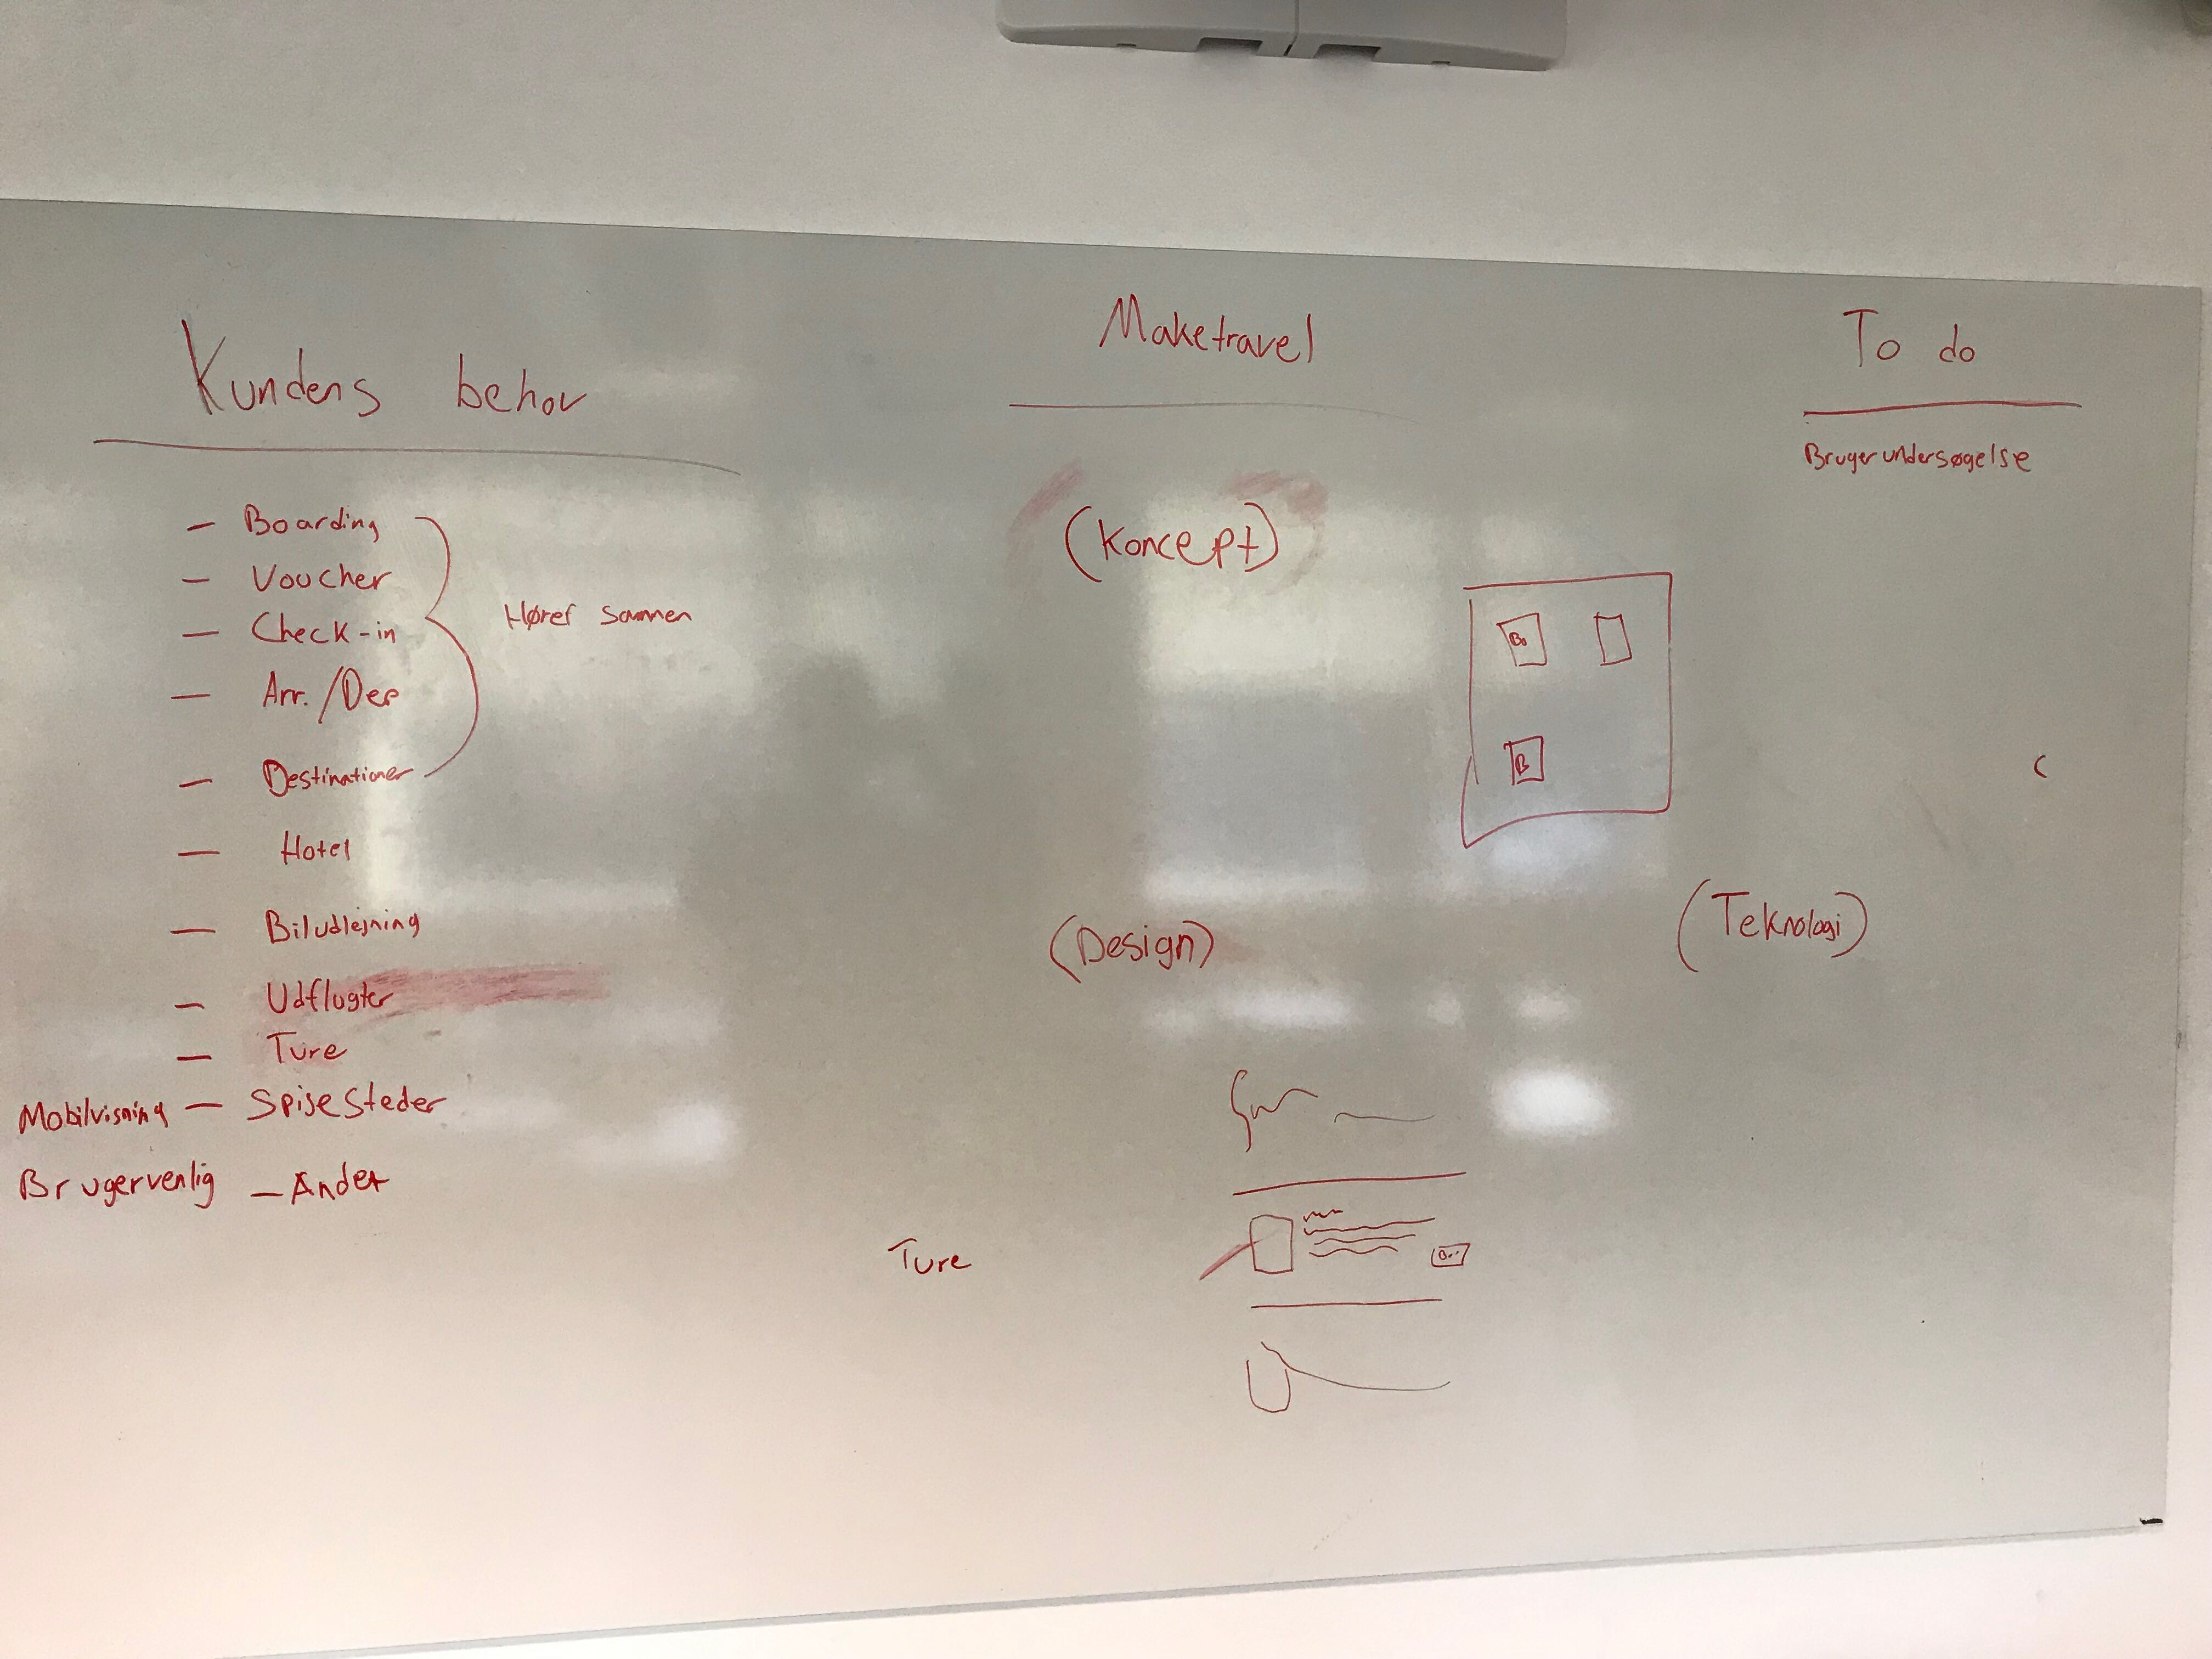 Kundens behov
- Boarding
- Voucher
- Check-in
Hører sammen
- Arr./Dep
- Destinationer
- Hotel
- Biludlejning
- Udflugter
- Ture
Mobilvisning - Spisesteder
Brugervenlig - Andet
Maketravel
(Koncept)
Bo
B
(Design)
(Teknologi)
Ture
To do
Brugerundersøgelse